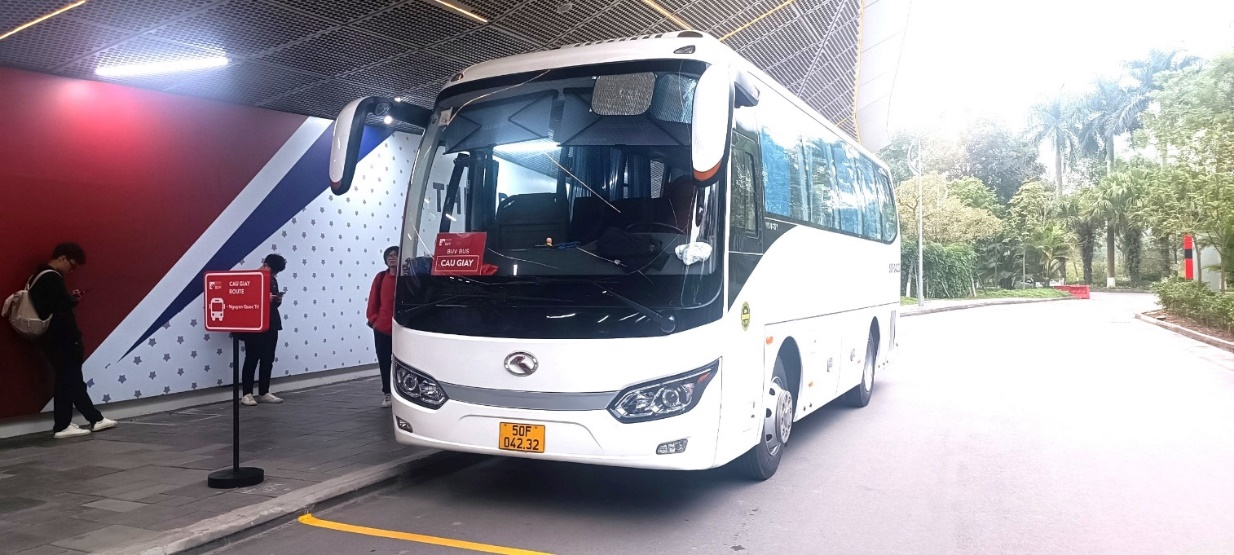 CAU GIAY
ROUTE
Nguyen Quoc Tri
BUV BUS
CAU GIAY
50F
042.32